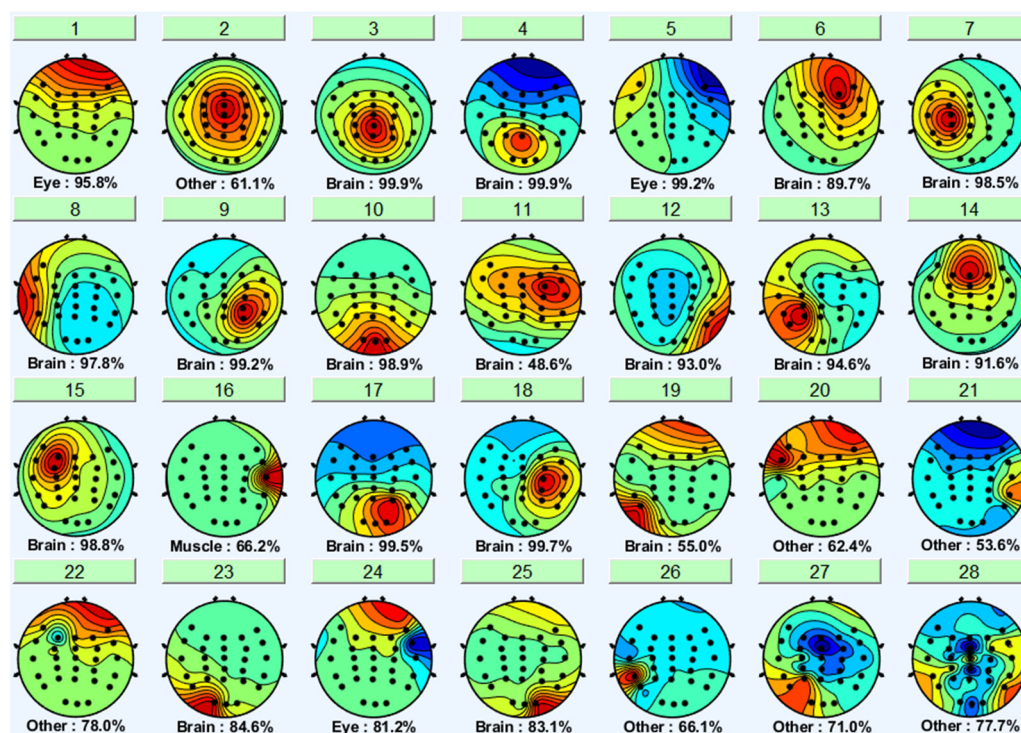 1 2 3 4 5 6 7
Eye : 95.8% Other : 61.1% Brain : 99.9% Brain : 99.9% Eye : 99.2% Brain : 89.7% Brain : 98.5%
8 9 10 11 12 13 14
Brain : 97.8% Brain : 99.2% Brain : 98.9% Brain : 48.6% Brain : 93.0% Brain : 94.6% Brain : 91.6%
15 16 17 18 19 20 21
Brain : 98.8% Muscle : 66.2% Brain : 99.5% Brain : 99.7% Brain : 55.0% Other : 62.4% Other : 53.6%
22 23 24 25 26 27 28
Other : 78.0% Brain : 84.6% Eye : 81.2% Brain : 83.1% Other : 66.1% Other : 71.0% Other : 77.7%